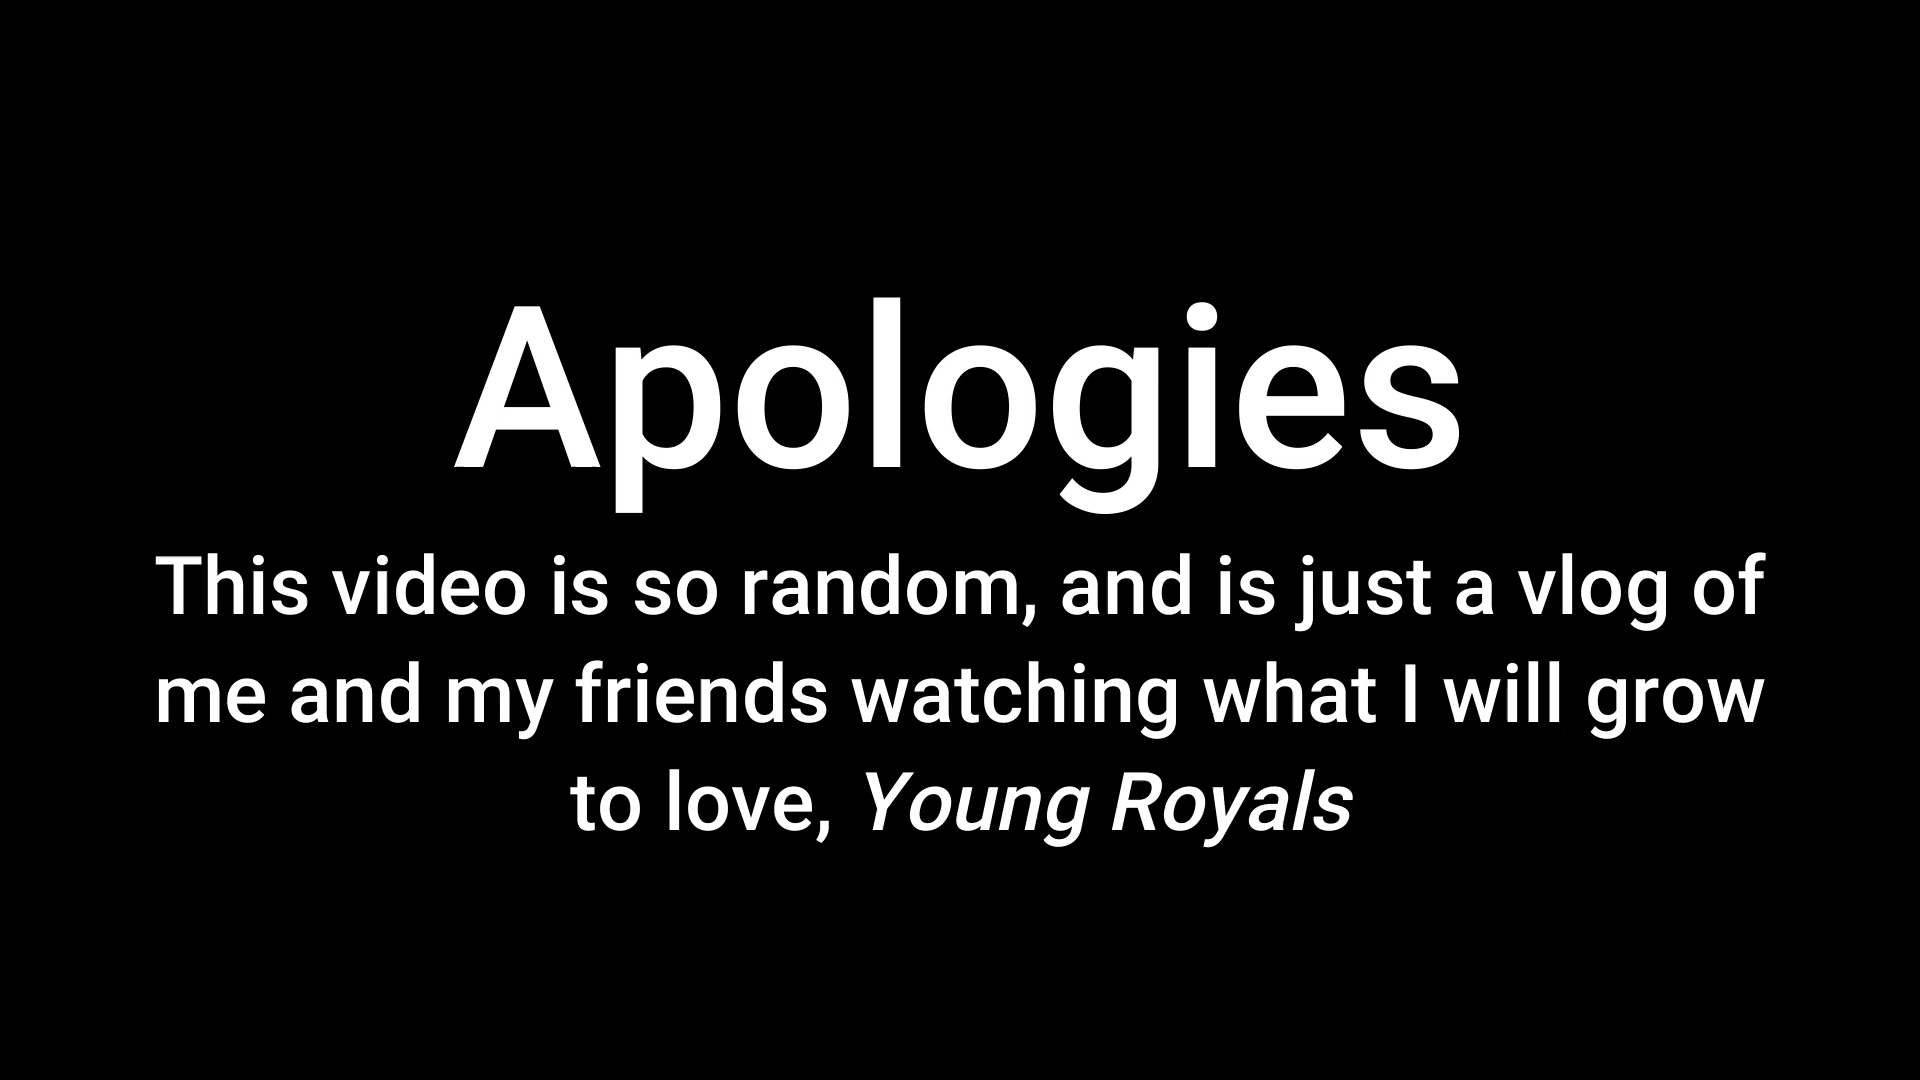 Apologies
This video is so random, and is just a vlog of
me and my friends watching what I will grow
to love, Young Royals